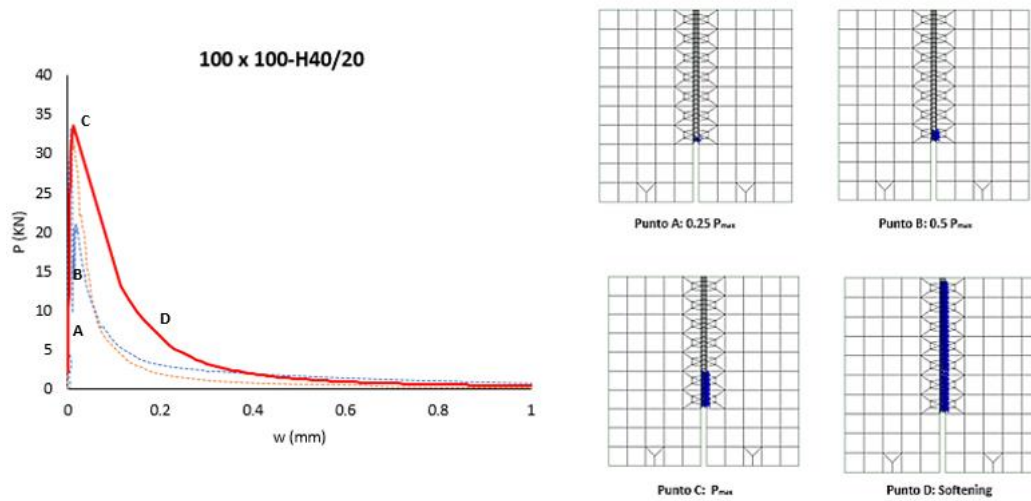 100 x 100-H40/20
40
35
30
25
20
15
10
5
0
P (KN)
C
B
A
D
0
0.2
0.4
0.6
0.8
1
w (mm)
Punto A: 0.25 Pmax
Punto B: 0.5 Pmax
Punto C: Pmax
Punto D: Softening